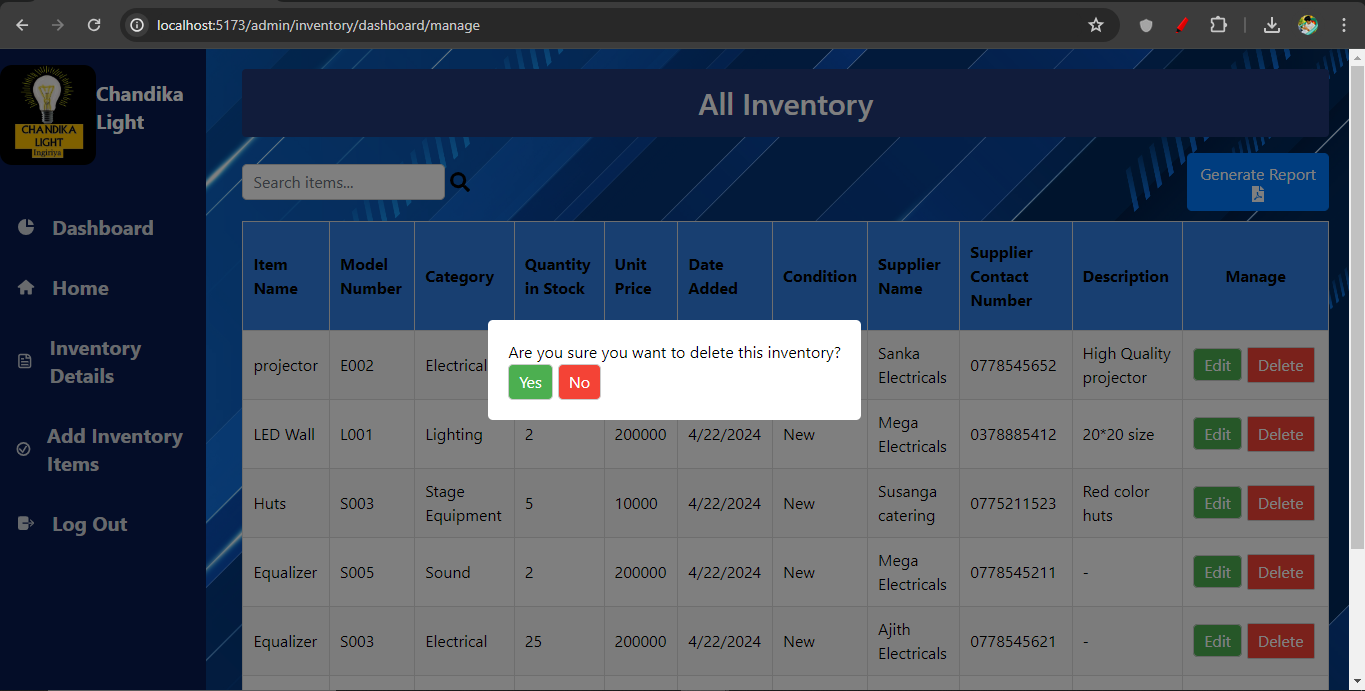 localhost:5173/admin/inventory/dashboard/manage
CHANDIKA
LIGHT
Ingiriya
Chandika
Light
Dashboard
Home
Inventory
Details
Add Inventory
Items
Log Out
All Inventory
Search items...
Generate Report
Item
Name
Model
Number
Category
Quantity
in Stock
Unit
Price
Date
Added
Condition
Supplier
Name
Supplier
Contact
Number
Description
Manage
Are you sure you want to delete this inventory?
Yes No
projector E002 Electrical
Sanka
Electricals
0778545652
High Quality
projector
Edit Delete
LED Wall L001 Lighting 2 200000 4/22/2024 New
Mega
Electricals
0378885412 20*20 size Edit Delete
Huts S003
Stage
Equipment
5 10000 4/22/2024 New
Susanga
catering
0775211523
Red color
huts
Edit Delete
Equalizer S005 Sound 2 200000 4/22/2024 New
Mega
Electricals
0778545211 - Edit Delete
Equalizer S003 Electrical 25 200000 4/22/2024 New
Ajith
Electricals
0778545621 - Edit Delete